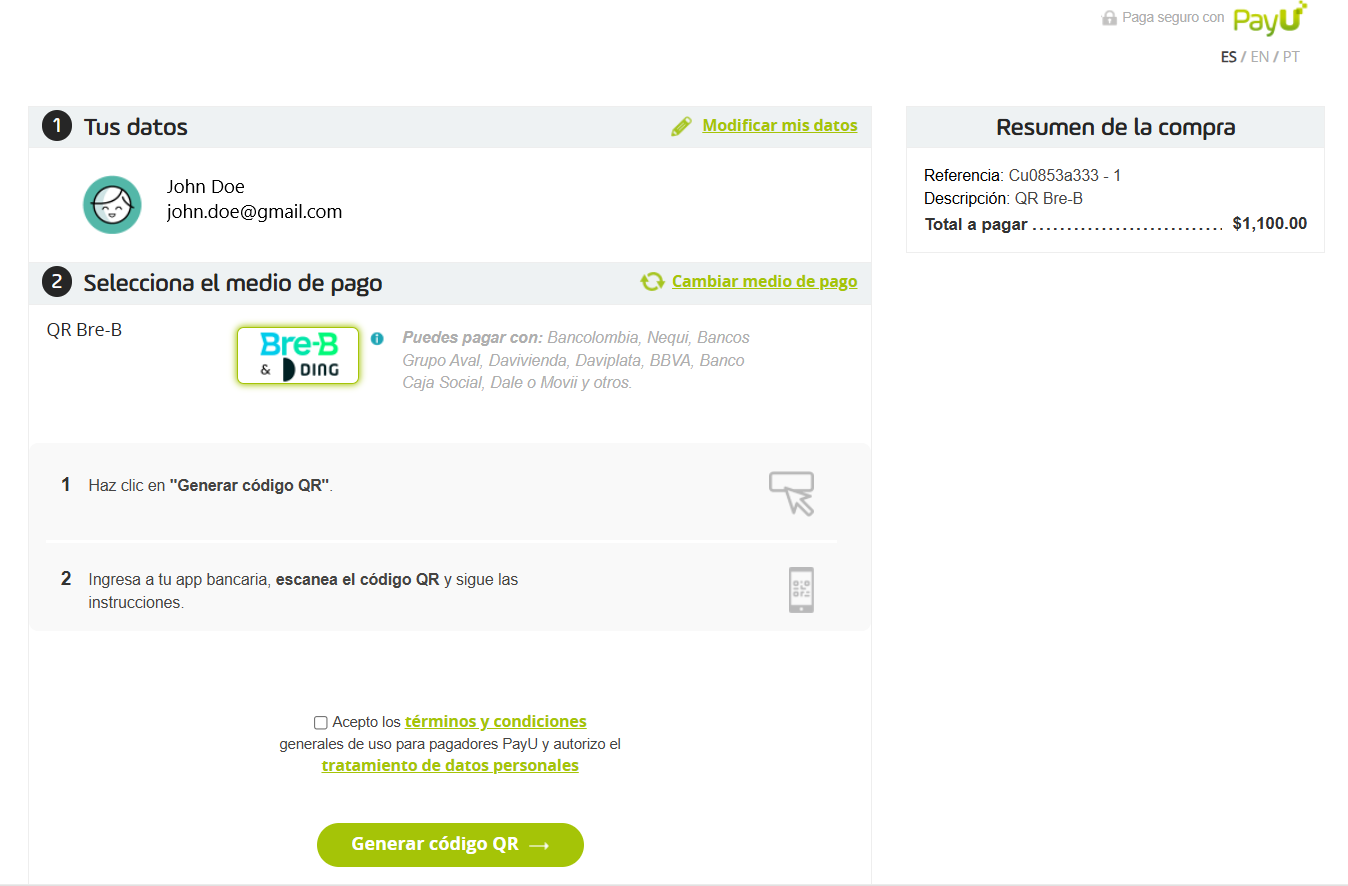 Paga seguro con PayU
ES / EN / PT
1 Tus datos
Modificar mis datos
John Doe
john.doe@gmail.com
2 Selecciona el medio de pago
Cambiar medio de pago
QR Bre-B
Bre-B
& DING
i
Puedes pagar con: Bancolombia, Nequi, Bancos
Grupo Aval, Davivienda, Daviplata, BBVA, Banco
Caja Social, Dale o Movii y otros.
1 Haz clic en "Generar código QR".
2 Ingresa a tu app bancaria, escanea el código QR y sigue las
instrucciones.
Acepto los términos y condiciones
generales de uso para pagadores PayU y autorizo el
tratamiento de datos personales
Generar código QR →
Resumen de la compra
Referencia: Cu0853a333 - 1
Descripción: QR Bre-B
Total a pagar ............................ $1,100.00